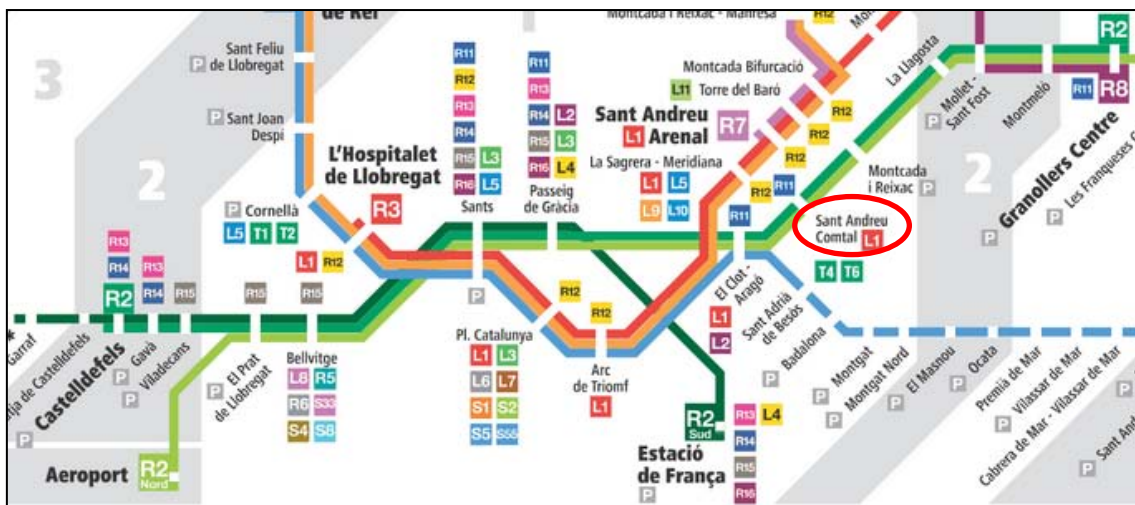 de Rei
Montcada i Reixac - Manresa
R12
Sant Feliu
de Llobregat
P
3
Sant Joan
Despí
P
R11
R12
R13
R14
R15 L3
R16 L5
Sants
R11
R13
R14 L2
R15 L3
R16 L4
Passeig
de Gràcia
Montcada Bifurcació
L11 Torre del Baró
Sant Andreu
L1 Arenal
R7
R12
R12
R12
R12
R11
La Sagrera - Meridiana
L1 L5
L9 L10
R11
La Llagosta
Mollet -
Sant Fost
P
Montmeló
R2
R11 R8
Granollers Centre
P
Les Franqueses
P
2
Montcada
i Reixac P
Sant Andreu
Comtal L1
T4 T6
2
L'Hospitalet
de Llobregat
R3
P Cornellà
L5 T1 T2
L1 R12
R13
R14
R2
R13
R14
R15
R15
R15
Garraf
Platja de Castelldefels
P
Castelldefels
Gavà
P
Viladecans
P
El Prat
de Llobregat
P
Bellvitge
L8 R5
R6 S33
S4 S8
Aeroport
R2
Nord
P
Pl. Catalunya
L1 L3
L6 L7
S1 S2
S5 S55
R12
R12
Arc
de Triomf
L1
El Clot -
Aragó
L1
L2
Sant Adrià
de Besòs
Badalona
P
Montgat
P
Montgat Nord
P
El Masnou
P
Ocata
P
Premià de Mar
Vilassar de Mar
P
Cabrera de Mar - Vilassar de Mar
P
R2
Sud
Estació
de França
P
R13 L4
R14
R15
R16